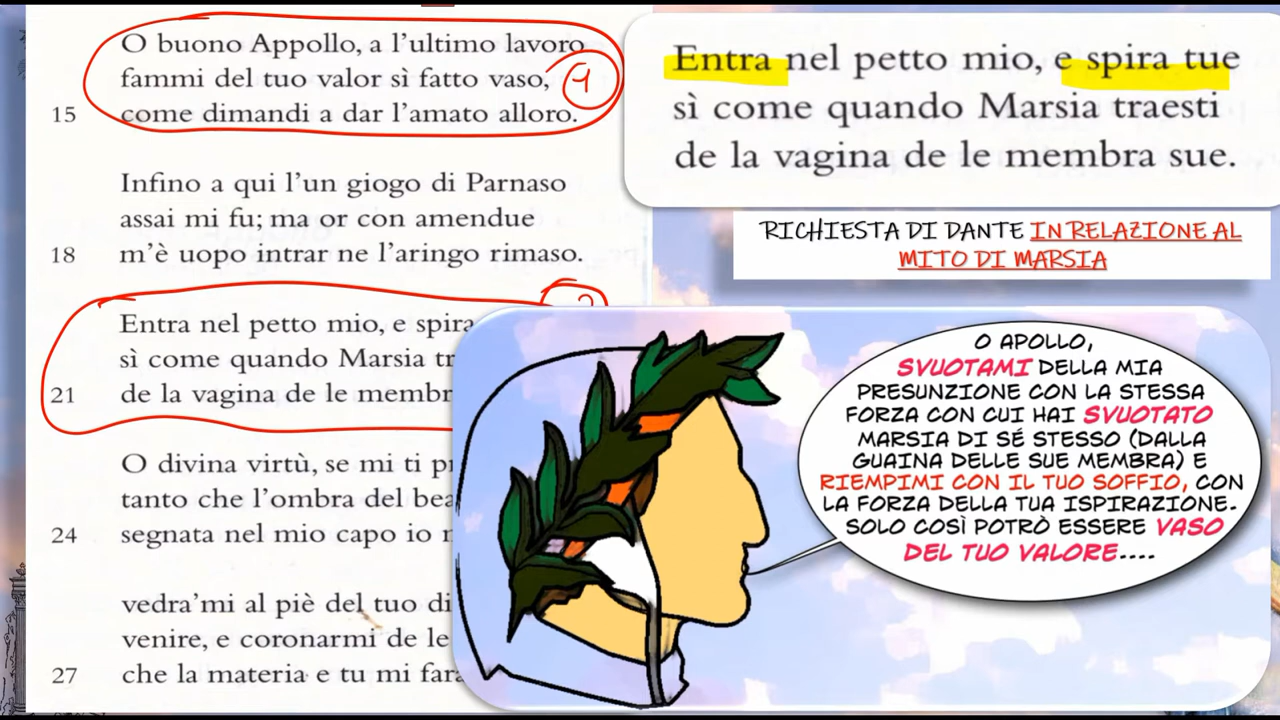 O buono Appollo, a l'ultimo lavoro
fammi del tuo valor sì fatto vaso,
15 come dimandi a dar l'amato alloro.
Infino a qui l'un giogo di Parnaso
assai mi fu; ma or con amendue
18 m'è uopo intrar ne l'aringo rimaso.
Entra nel petto mio, e spira
sì come quando Marsia tr
21 de la vagina de le membr
O divina virtù, se mi ti p
tanto che l'ombra del bea
24 segnata nel mio capo io
vedra'mi al piè del tuo di
venire, e coronarmi de le
27 che la materia e tu mi fara
Entra nel petto mio, e spira tue
sì come quando Marsia traesti
de la vagina de le membra sue.
RICHIESTA DI DANTE IN RELAZIONE AL
MITO DI MARSIA
O APOLLO,
SVUOTAMI DELLA MIA
PRESUNZIONE CON LA STESSA
FORZA CON CUI HAI SVUOTATO
MARSIA DI SÉ STESSO (DALLA
GUAINA DELLE SUE MEMBRA) E
RIEMPIMI CON IL TUO SOFFIO, CON
LA FORZA DELLA TUA ISPIRAZIONE.
SOLO COSÌ POTRÒ ESSERE VASO
DEL TUO VALORE....